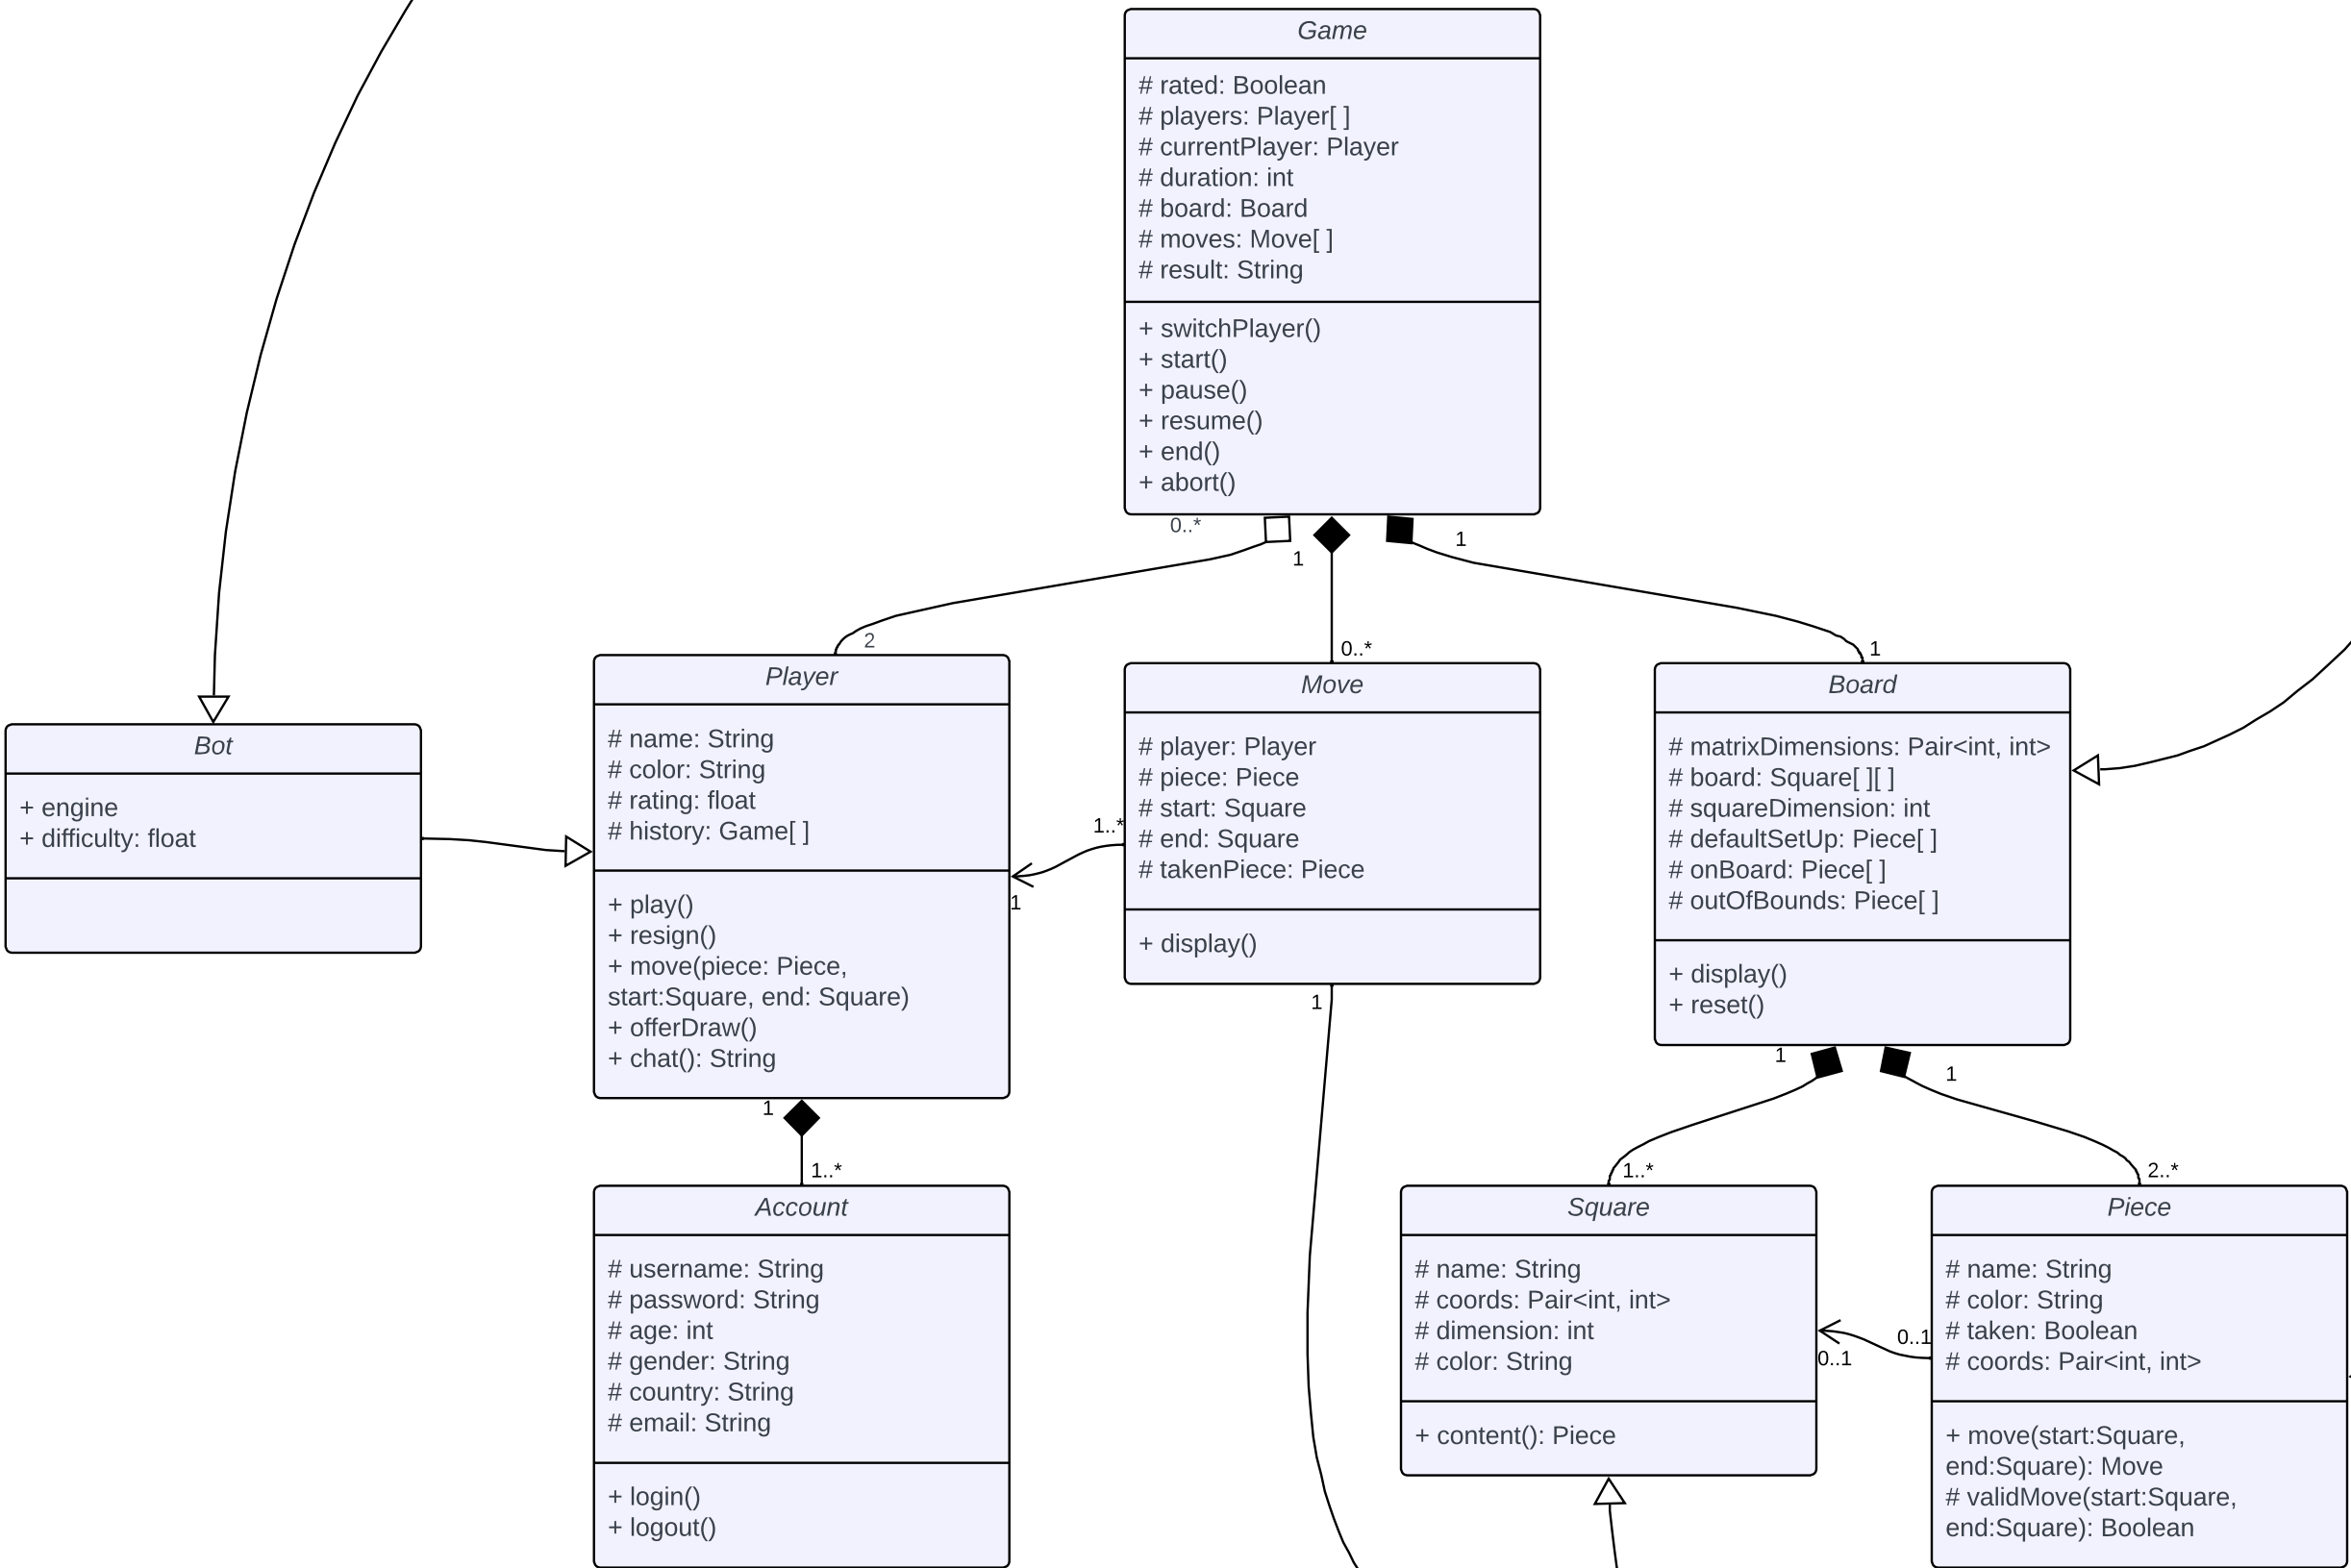 Game
# rated: Boolean
# players: Player[ ]
# currentPlayer: Player
# duration: int
# board: Board
# moves: Move[ ]
# result: String
+ switchPlayer()
+ start()
+ pause()
+ resume()
+ end()
+ abort()
0..*
1
1
2
0..*
1
Bot
+ engine
+ difficulty: float
Player
# name: String
# color: String
# rating: float
# history: Game[ ]
+ play()
+ resign()
+ move(piece: Piece,
start:Square, end: Square)
+ offerDraw()
+ chat(): String
1..*
1
Move
# player: Player
# piece: Piece
# start: Square
# end: Square
# takenPiece: Piece
+ display()
1
Board
# matrixDimensions: Pair<int, int>
# board: Square[ ][ ]
# squareDimension: int
# defaultSetUp: Piece[ ]
# onBoard: Piece[ ]
# outOfBounds: Piece[ ]
+ display()
+ reset()
1
1
1
1..*
1..*
2..*
Account
# username: String
# password: String
# age: int
# gender: String
# country: String
# email: String
+ login()
+ logout()
Square
# name: String
# coords: Pair<int, int>
# dimension: int
# color: String
+ content(): Piece
0..1
0..1
Piece
# name: String
# color: String
# taken: Boolean
# coords: Pair<int, int>
+ move(start:Square,
end:Square): Move
# validMove(start:Square,
end:Square): Boolean